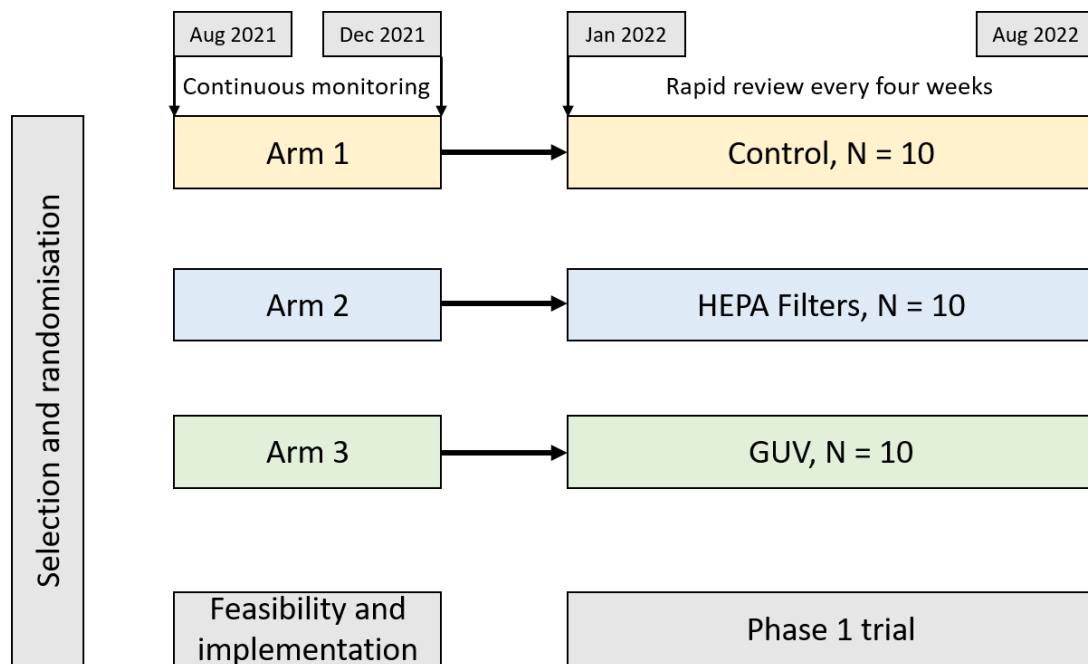 Aug 2021
Dec 2021
Jan 2022
Aug 2022
Continuous monitoring
Rapid review every four weeks
Selection and randomisation
Arm 1
Control, N = 10
Arm 2
HEPA Filters, N = 10
Arm 3
GUV, N = 10
Feasibility and
implementation
Phase 1 trial